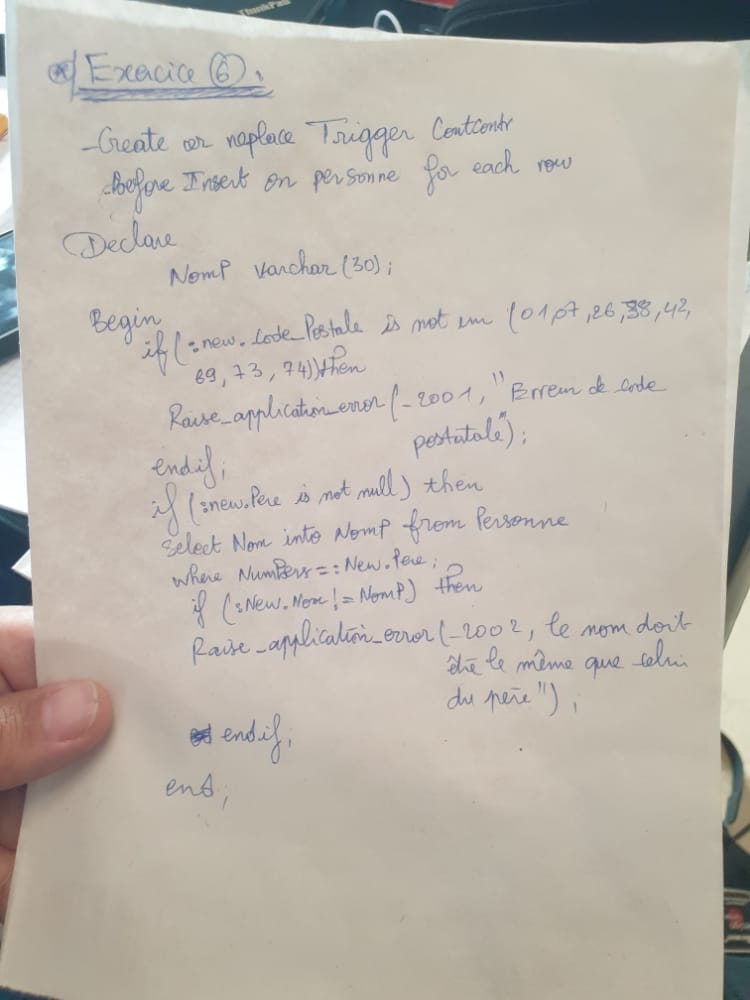 ThinkPad
*) Exercice 6.
- Create or replace Trigger Contcontr
- Before Insert on personne for each row
Declare
NomP varchar (30);
Begin
if (:new.Code_Postale is not in (01,07,26,38,42,
69, 73, 74)) then
Raise_application_error (-2001, "Erreur de code
postatale");
endif;
if (:new.Pere is not null) then
select Nom into NomP from Personne
where NumPers=:New.Pere;
if (:New.Nom != NomP) then
Raise_application_error (-2002, le nom doit
être le même que celui
du père");
endif;
end;